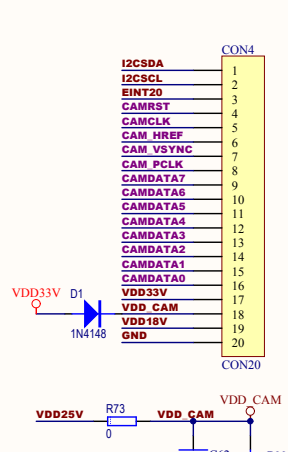 CON4
I2CSDA 1
I2CSCL 2
EINT20 3
CAMRST 4
CAMCLK 5
CAM_HREF 6
CAM_VSYNC 7
CAM_PCLK 8
CAMDATA7 9
CAMDATA6 10
CAMDATA5 11
CAMDATA4 12
CAMDATA3 13
CAMDATA2 14
CAMDATA1 15
CAMDATA0 16
VDD33V D1 VDD33V 17
VDD_CAM 18
1N4148 VDD18V 19
GND 20
CON20
VDD_CAM
R73
VDD25V VDD_CAM
0